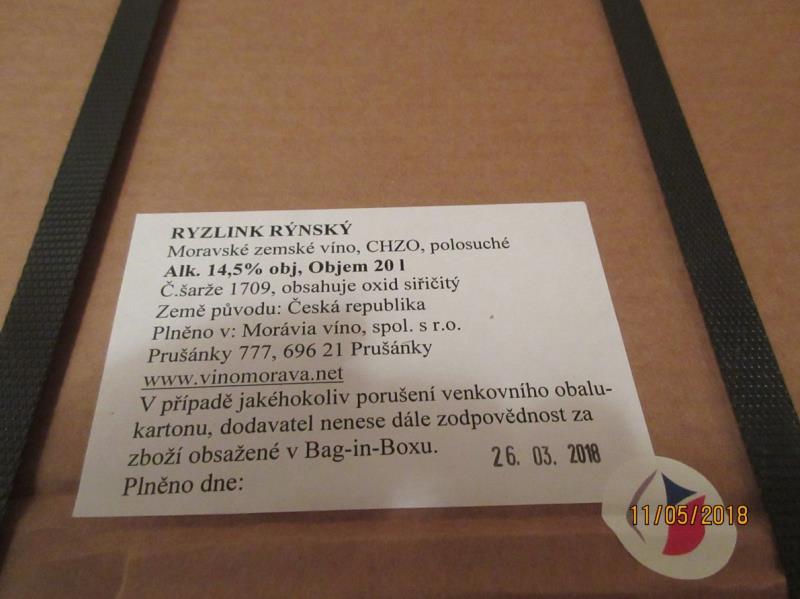 RYZLINK RÝNSKÝ
Moravské zemské víno, CHZO, polosuché
Alk. 14,5% obj, Objem 20 l
Č.šarže 1709, obsahuje oxid siřičitý
Země původu: Česká republika
Plněno v: Morávia víno, spol. s r.o.
Prušánky 777, 696 21 Prušánky
www.vinomorava.net
V případě jakéhokoliv porušení venkovního obalu-
kartonu, dodavatel nenese dále zodpovědnost za
zboží obsažené v Bag-in-Boxu.
Plněno dne: 26. 03. 2018
11/05/2018